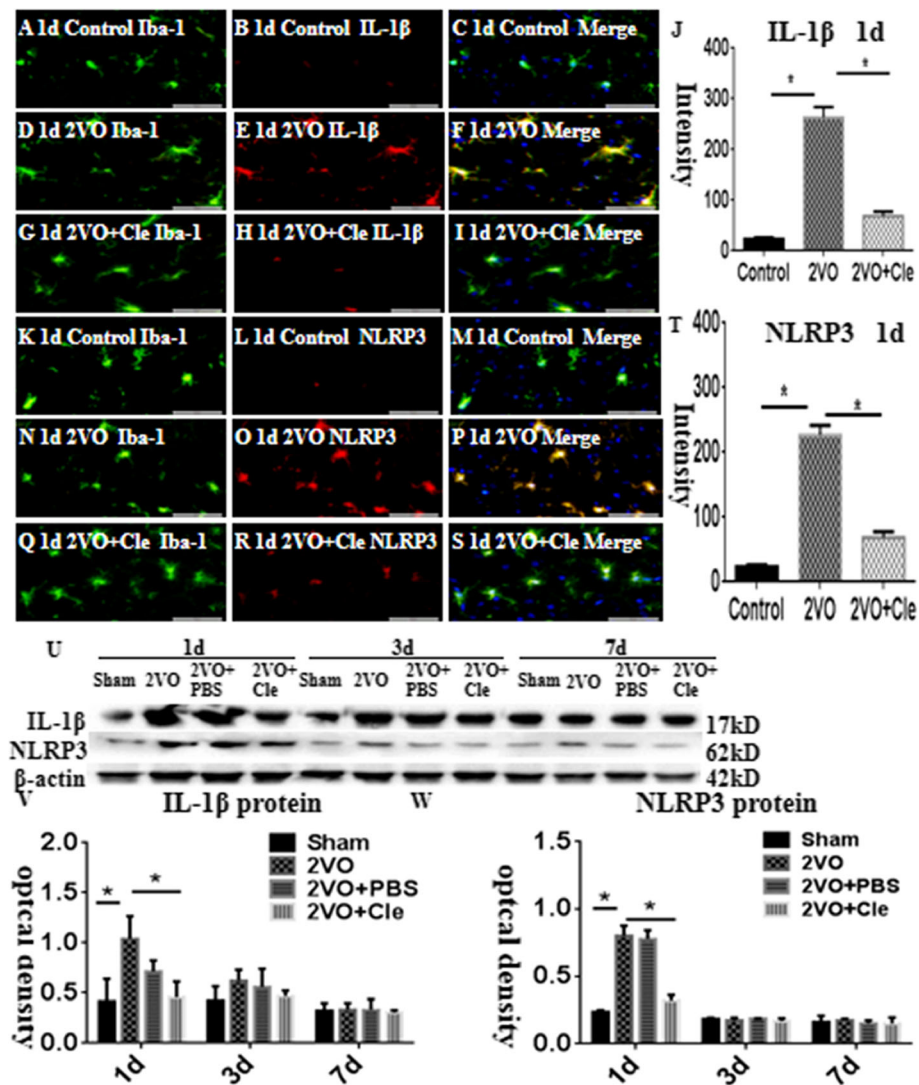 A 1d Control Iba-1
B 1d Control IL-1β
C 1d Control Merge
D 1d 2VO Iba-1
E 1d 2VO IL-1β
F 1d 2VO Merge
G 1d 2VO+Cle Iba-1
H 1d 2VO+Cle IL-1β
I 1d 2VO+Cle Merge
J
IL-1β 1d
Intensity
400
300
200
100
0
*
*
Control 2VO 2VO+Cle
K 1d Control Iba-1
L 1d Control NLRP3
M 1d Control Merge
N 1d 2VO Iba-1
O 1d 2VO NLRP3
P 1d 2VO Merge
Q 1d 2VO+Cle Iba-1
R 1d 2VO+Cle NLRP3
S 1d 2VO+Cle Merge
T
NLRP3 1d
Intensity
400
300
200
100
0
*
*
Control 2VO 2VO+Cle
U 1d 3d 7d
Sham 2VO 2VO+ PBS 2VO+ Cle Sham 2VO 2VO+ PBS 2VO+ Cle Sham 2VO 2VO+ PBS 2VO+ Cle
IL-1β 17kD
NLRP3 62kD
β-actin 42kD
V
IL-1β protein
optcal density
2.0
1.5
1.0
0.5
0.0
Sham
2VO
2VO+PBS
2VO+Cle
*
*
1d 3d 7d
W
NLRP3 protein
optcal density
1.5
1.0
0.5
0.0
Sham
2VO
2VO+PBS
2VO+Cle
*
*
1d 3d 7d